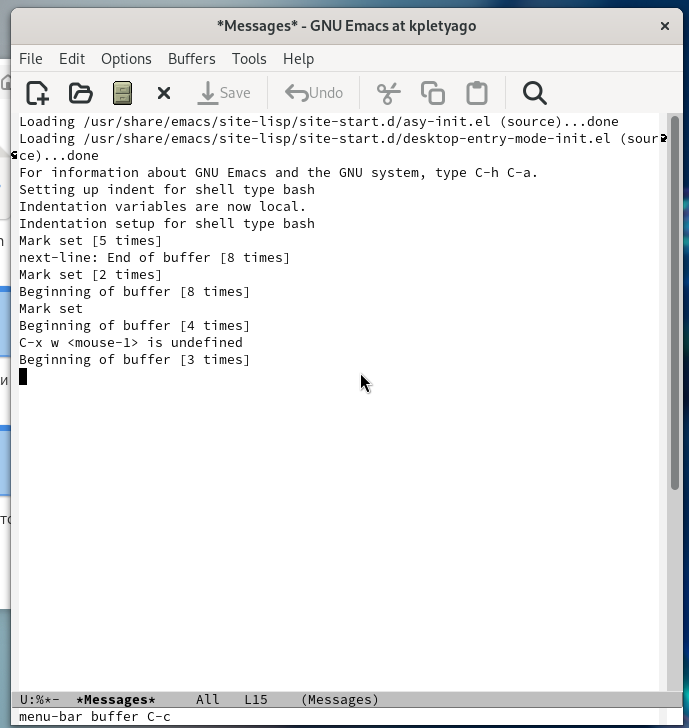 *Messages* - GNU Emacs at kpletyago
File Edit Options Buffers Tools Help
Save Undo
Loading /usr/share/emacs/site-lisp/site-start.d/asy-init.el (source)...done
Loading /usr/share/emacs/site-lisp/site-start.d/desktop-entry-mode-init.el (sour
ce)...done
For information about GNU Emacs and the GNU system, type C-h C-a.
Setting up indent for shell type bash
Indentation variables are now local.
Indentation setup for shell type bash
Mark set [5 times]
next-line: End of buffer [8 times]
Mark set [2 times]
Beginning of buffer [8 times]
Mark set
Beginning of buffer [4 times]
C-x w <mouse-1> is undefined
Beginning of buffer [3 times]
U:%*- *Messages* All L15 (Messages)
menu-bar buffer C-c